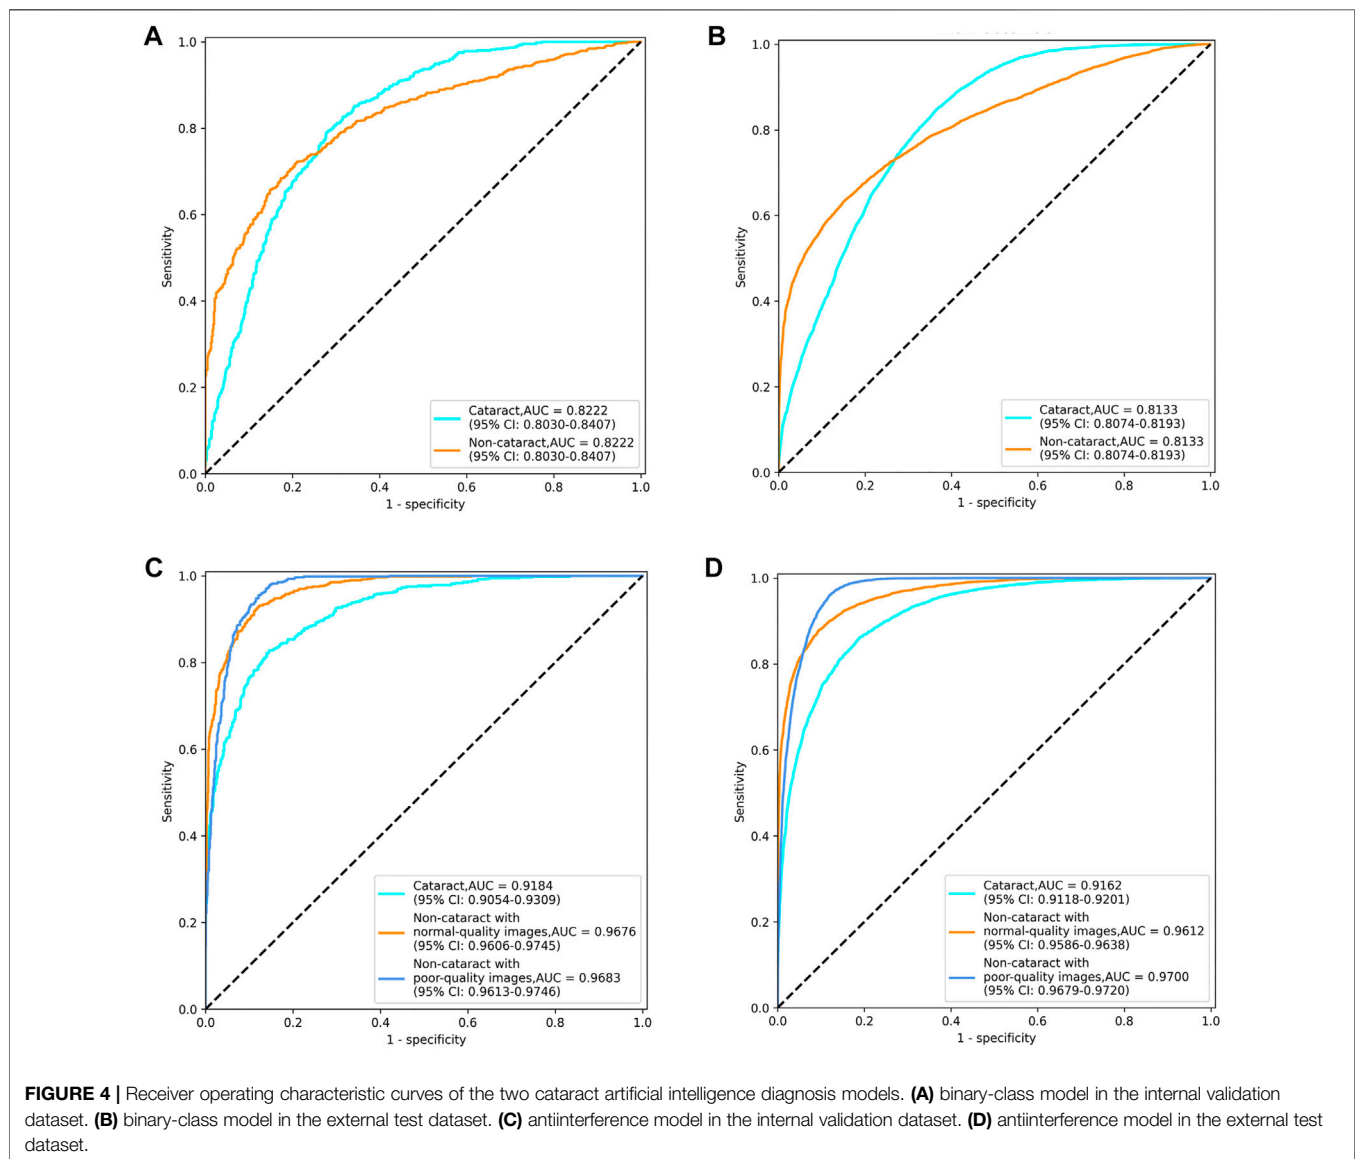 A
1.0
0.8
0.6
0.4
0.2
0.0
Sensitivity
Cataract,AUC = 0.8222
(95% CI: 0.8030-0.8407)
Non-cataract,AUC = 0.8222
(95% CI: 0.8030-0.8407)
0.0 0.2 0.4 0.6 0.8 1.0
1 - specificity
B
1.0
0.8
0.6
0.4
0.2
0.0
Sensitivity
Cataract,AUC = 0.8133
(95% CI: 0.8074-0.8193)
Non-cataract,AUC = 0.8133
(95% CI: 0.8074-0.8193)
0.0 0.2 0.4 0.6 0.8 1.0
1 - specificity
C
1.0
0.8
0.6
0.4
0.2
0.0
Sensitivity
Cataract,AUC = 0.9184
(95% CI: 0.9054-0.9309)
Non-cataract with
normal-quality images,AUC = 0.9676
(95% CI: 0.9606-0.9745)
Non-cataract with
poor-quality images,AUC = 0.9683
(95% CI: 0.9613-0.9746)
0.0 0.2 0.4 0.6 0.8 1.0
1 - specificity
D
1.0
0.8
0.6
0.4
0.2
0.0
Sensitivity
Cataract,AUC = 0.9162
(95% CI: 0.9118-0.9201)
Non-cataract with
normal-quality images,AUC = 0.9612
(95% CI: 0.9586-0.9638)
Non-cataract with
poor-quality images,AUC = 0.9700
(95% CI: 0.9679-0.9720)
0.0 0.2 0.4 0.6 0.8 1.0
1 - specificity
FIGURE 4 | Receiver operating characteristic curves of the two cataract artificial intelligence diagnosis models. (A) binary-class model in the internal validation
dataset. (B) binary-class model in the external test dataset. (C) antiinterference model in the internal validation dataset. (D) antiinterference model in the external test
dataset.